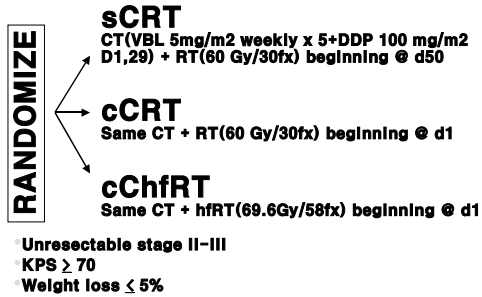 RANDOMIZE
sCRT
CT(VBL 5mg/m2 weekly x 5+DDP 100 mg/m2
D1,29) + RT(60 Gy/30fx) beginning @ d50
cCRT
Same CT + RT(60 Gy/30fx) beginning @ d1
cChfRT
Same CT + hfRT(69.6Gy/58fx) beginning @ d1
•Unresectable stage II-III
•KPS ≥ 70
•Weight loss ≤ 5%